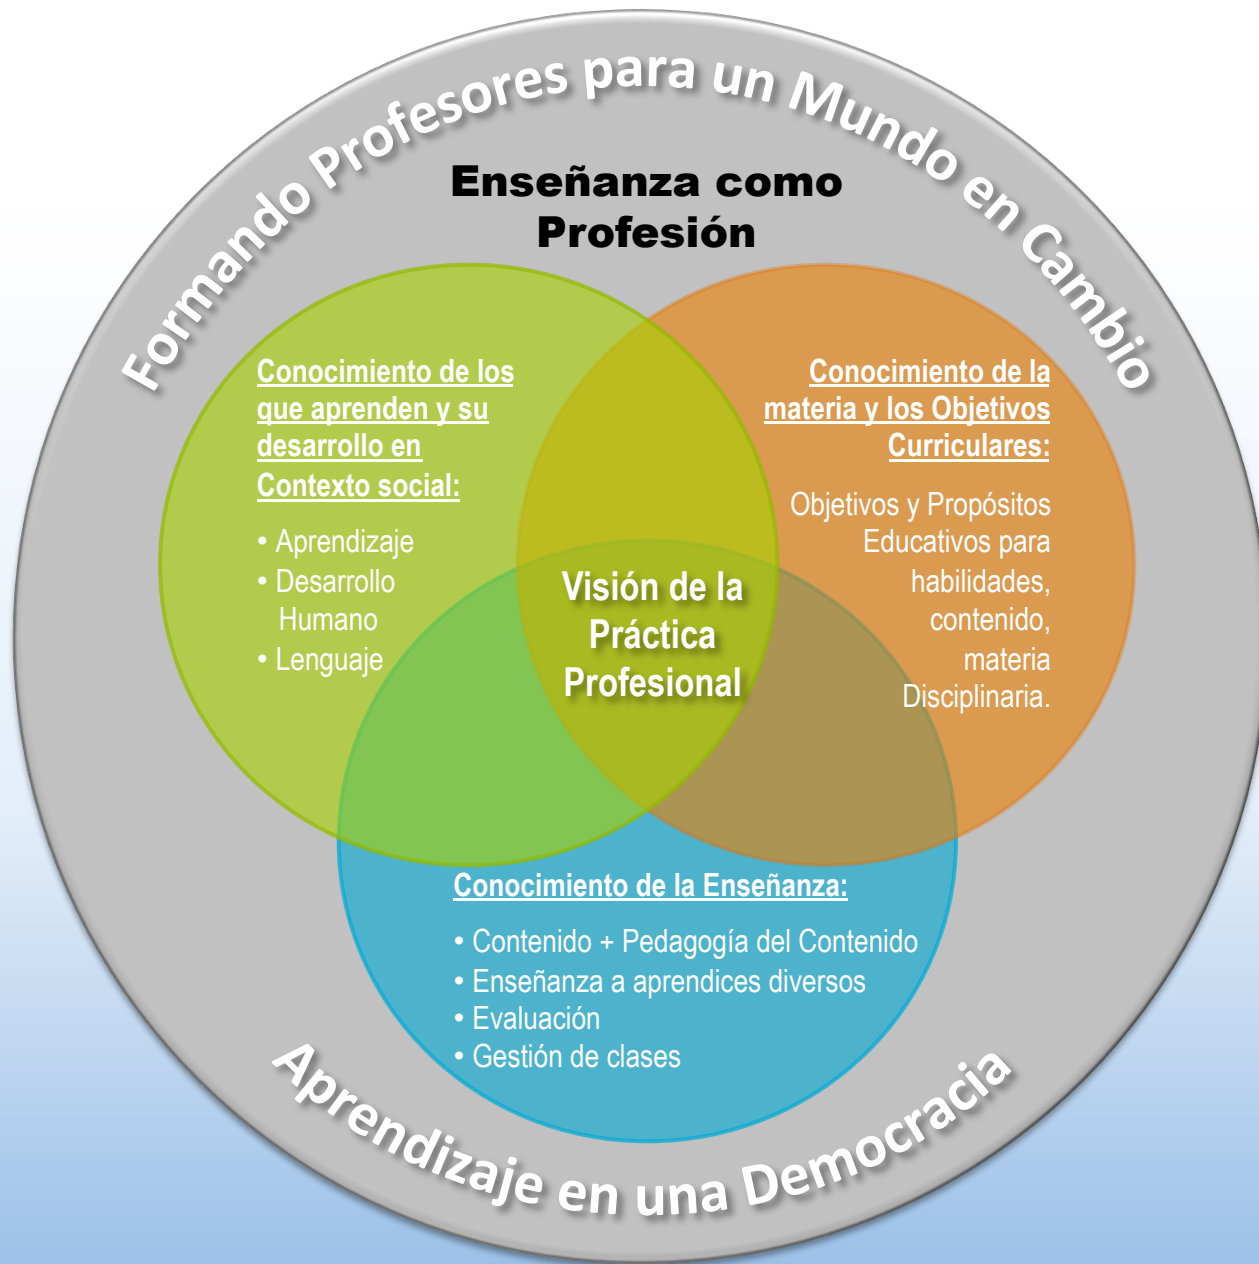 Formando Profesores para un Mundo en Cambio
Enseñanza como
Profesión
Conocimiento de los
que aprenden y su
desarrollo en
Contexto social:
• Aprendizaje
• Desarrollo
Humano
• Lenguaje
Conocimiento de la
materia y los Objetivos
Curriculares:
Objetivos y Propósitos
Educativos para
habilidades,
contenido,
materia
Disciplinaria.
Visión de la
Práctica
Profesional
Conocimiento de la Enseñanza:
• Contenido + Pedagogía del Contenido
• Enseñanza a aprendices diversos
• Evaluación
• Gestión de clases
Aprendizaje en una Democracia